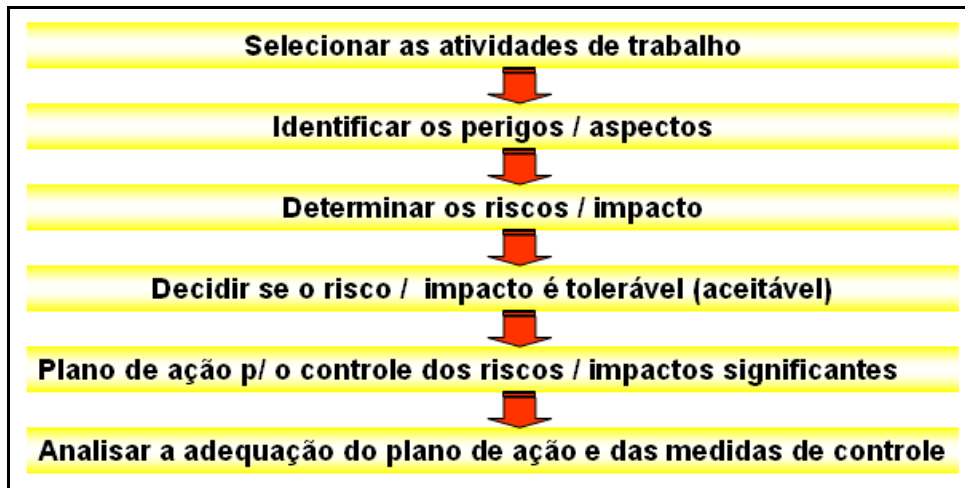 Selecionar as atividades de trabalho
Identificar os perigos / aspectos
Determinar os riscos / impacto
Decidir se o risco / impacto é tolerável (aceitável)
Plano de ação p/ o controle dos riscos / impactos significantes
Analisar a adequação do plano de ação e das medidas de controle